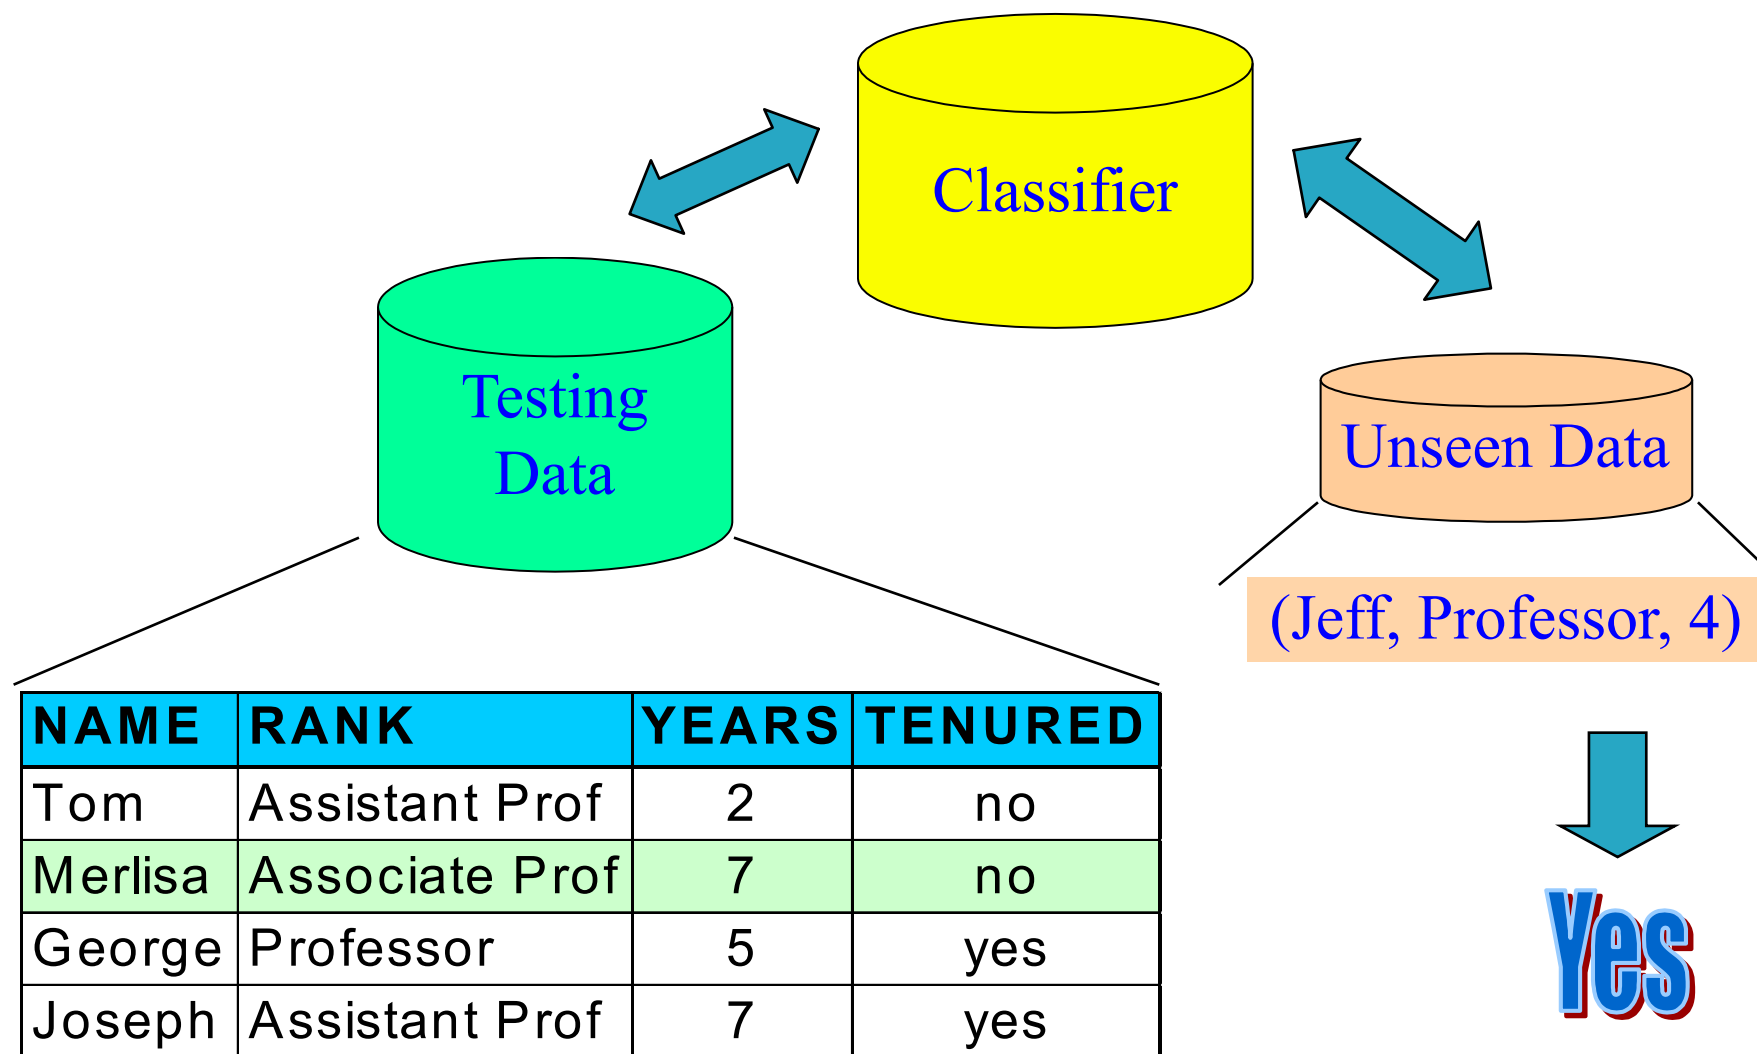 Classifier
Testing
Data
Unseen Data
(Jeff, Professor, 4)
NAME RANK YEARS TENURED
Tom Assistant Prof 2 no
Merlisa Associate Prof 7 no
George Professor 5 yes
Joseph Assistant Prof 7 yes
Yes